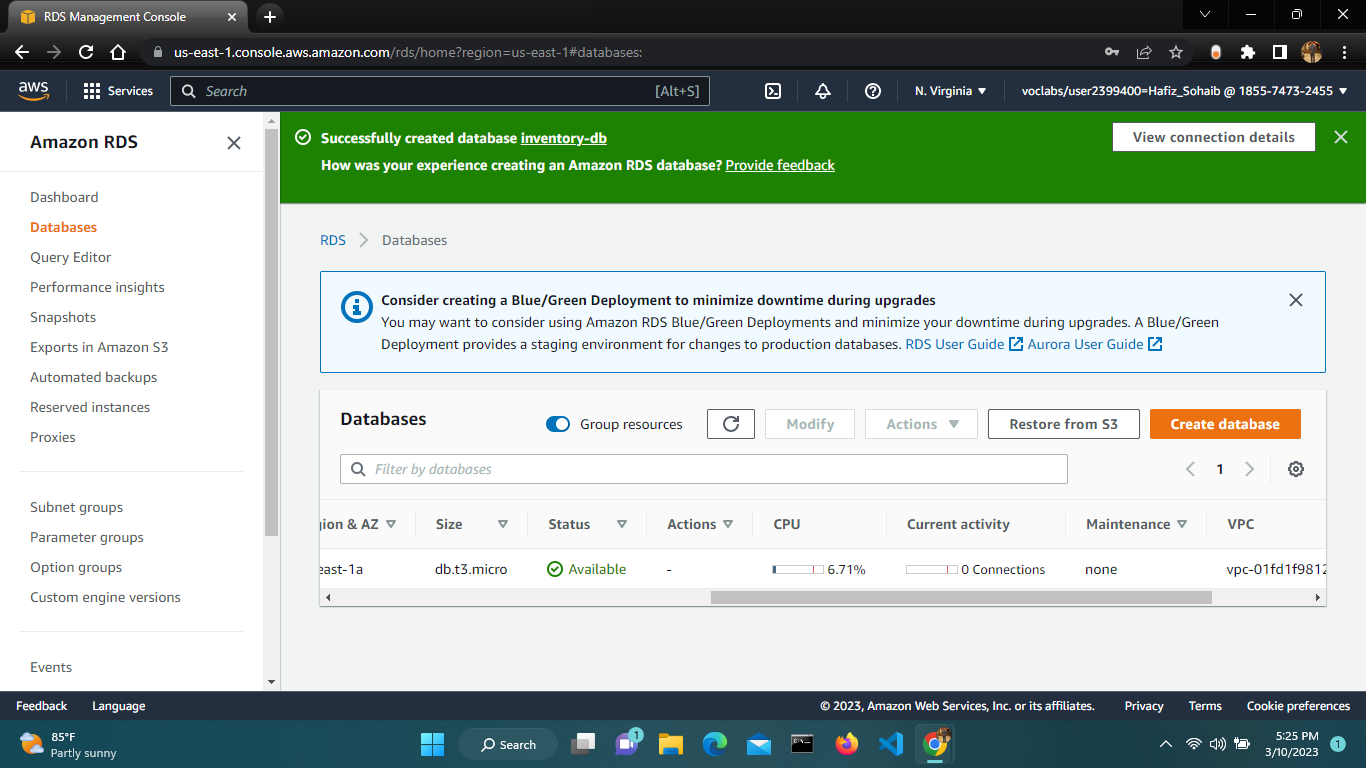 RDS Management Console
us-east-1.console.aws.amazon.com/rds/home?region=us-east-1#databases:
aws
Services
Search
[Alt+S]
N. Virginia
voclabs/user2399400=Hafiz_Sohaib @ 1855-7473-2455
Amazon RDS
Dashboard
Databases
Query Editor
Performance insights
Snapshots
Exports in Amazon S3
Automated backups
Reserved instances
Proxies
Subnet groups
Parameter groups
Option groups
Custom engine versions
Events
Successfully created database inventory-db
View connection details
How was your experience creating an Amazon RDS database? Provide feedback
RDS
Databases
Consider creating a Blue/Green Deployment to minimize downtime during upgrades
You may want to consider using Amazon RDS Blue/Green Deployments and minimize your downtime during upgrades. A Blue/Green
Deployment provides a staging environment for changes to production databases. RDS User Guide Aurora User Guide
Databases
Group resources
Modify
Actions
Restore from S3
Create database
Filter by databases
1
gion & AZ Size Status Actions CPU Current activity Maintenance VPC
east-1a db.t3.micro Available - 6.71% 0 Connections none vpc-01fd1f9812
Feedback
Language
© 2023, Amazon Web Services, Inc. or its affiliates.
Privacy
Terms
Cookie preferences
85°F
Partly sunny
Search
1
5:25 PM
3/10/2023
1